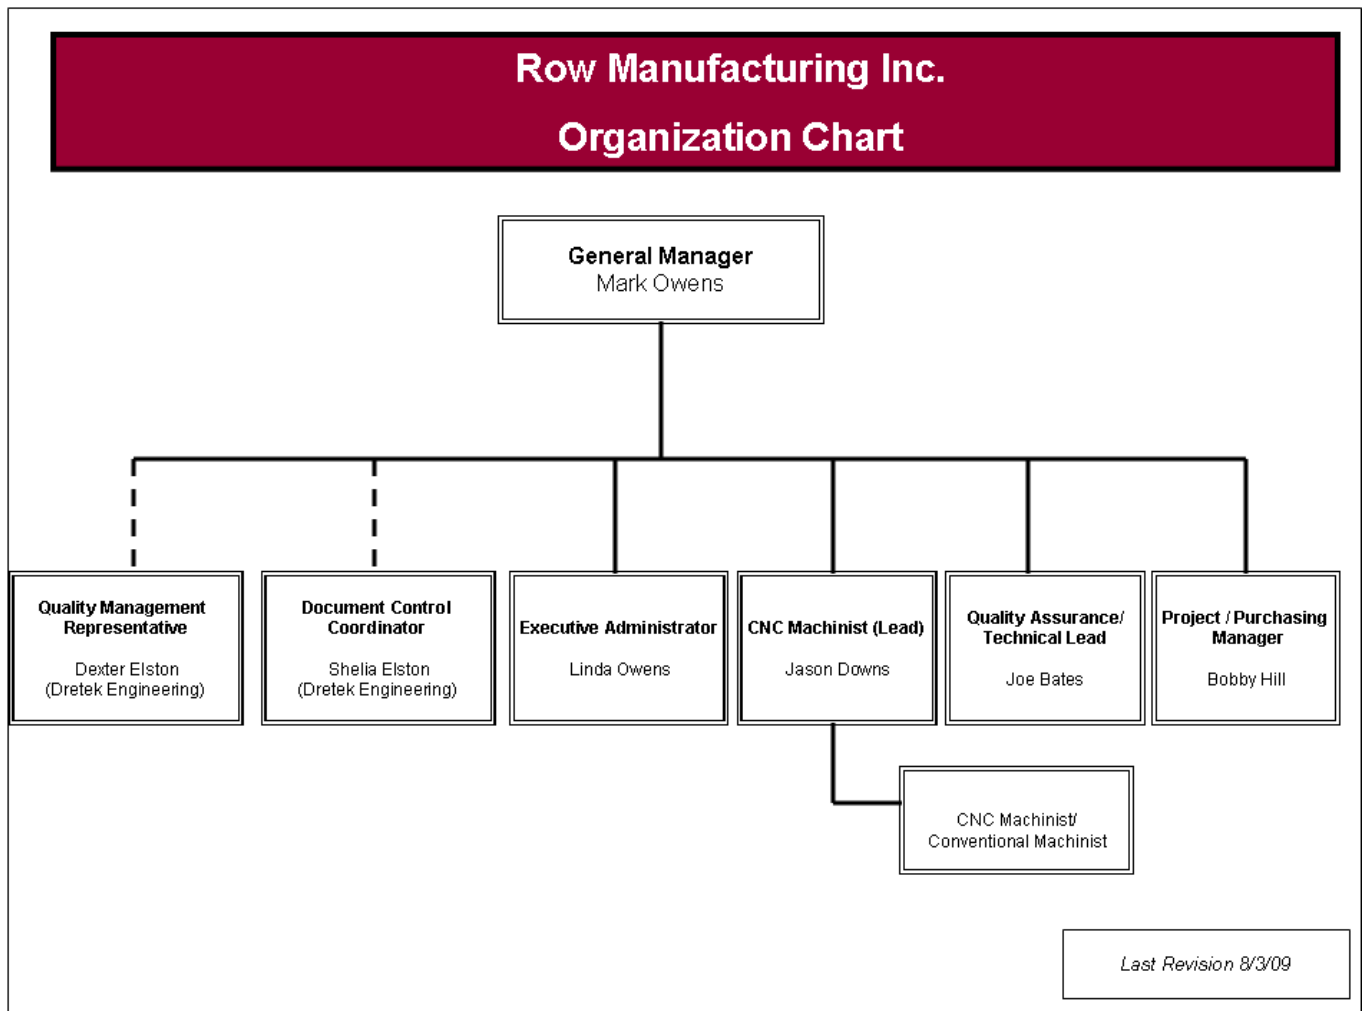 Row Manufacturing Inc.
Organization Chart
General Manager
Mark Owens
Quality Management
Representative
Dexter Elston
(Dretek Engineering)
Document Control
Coordinator
Shelia Elston
(Dretek Engineering)
Executive Administrator
Linda Owens
CNC Machinist (Lead)
Jason Downs
Quality Assurance/
Technical Lead
Joe Bates
Project / Purchasing
Manager
Bobby Hill
CNC Machinist/
Conventional Machinist
Last Revision 8/3/09